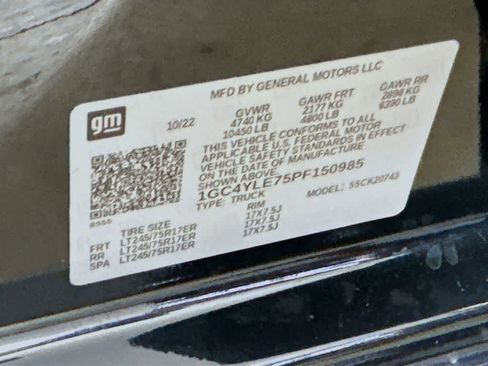 MFD BY GENERAL MOTORS LLC
gm
10/22
GVWR GAWR FRT GAWR RR
4740 KG 2177 KG 2898 KG
10450 LB 4800 LB 6390 LB
THIS VEHICLE CONFORMS TO ALL
APPLICABLE U.S. FEDERAL MOTOR
VEHICLE SAFETY STANDARDS IN EFFECT
ON THE DATE OF MANUFACTURE
SHOWN ABOVE.
1GC4YLE75PF150985
TYPE: TRUCK MODEL: 55CK20743
TIRE SIZE RIM
FRT LT245/75R17ER 17X7.5J
RR LT245/75R17ER 17X7.5J
SPA LT245/75R17ER 17X7.5J